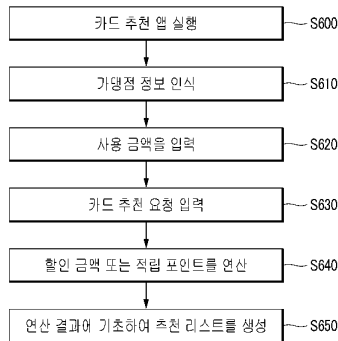 카드 추천 앱 실행 S600
가맹점 정보 인식 S610
사용 금액을 입력 S620
카드 추천 요청 입력 S630
할인 금액 또는 적립 포인트를 연산 S640
연산 결과에 기초하여 추천 리스트를 생성 S650